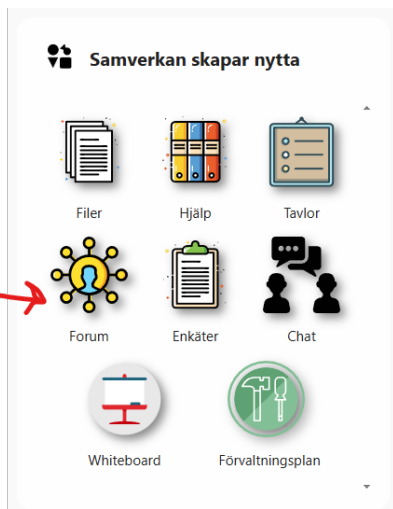 Samverkan skapar nytta
Filer
Hjälp
Tavlor
Forum
Enkäter
Chat
Whiteboard
Förvaltningsplan